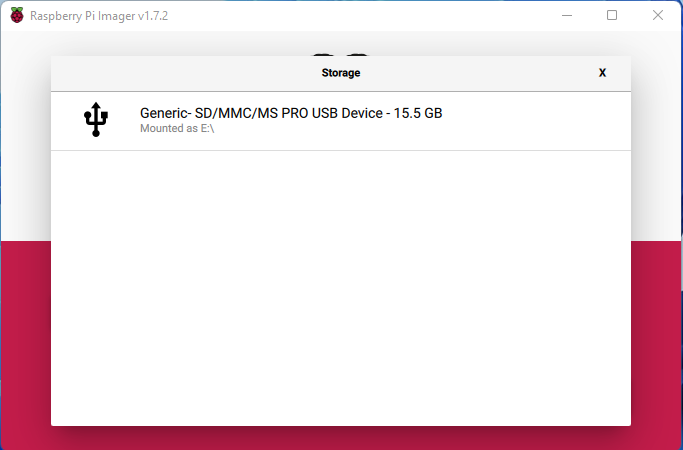 Raspberry Pi Imager v1.7.2
Storage
X
Generic- SD/MMC/MS PRO USB Device - 15.5 GB
Mounted as E:\